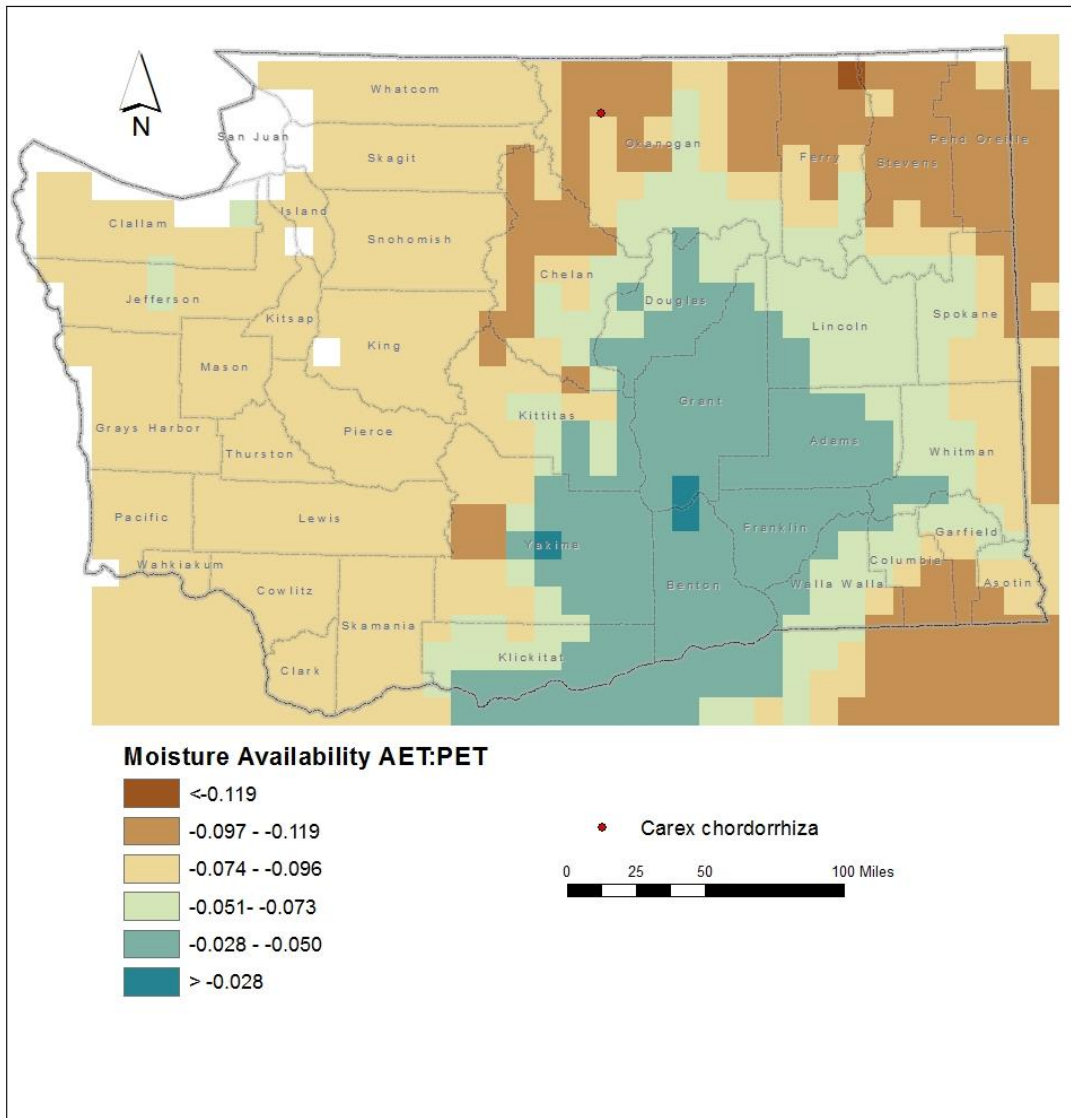 N
Whatcom
San Juan
Okanogan
Pend Oreille
Skagit
Ferry
Stevens
Island
Clallam
Snohomish
Chelan
Jefferson
Douglas
Kitsap
Lincoln
Spokane
King
Mason
Grant
Kittitas
Grays Harbor
Pierce
Adams
Thurston
Whitman
Pacific
Lewis
Franklin
Garfield
Yakima
Wahkiakum
Columbia
Cowlitz
Benton
Walla Walla
Asotin
Skamania
Klickitat
Clark
Moisture Availability AET:PET
<-0.119
-0.097 - -0.119
-0.074 - -0.096
-0.051- -0.073
-0.028 - -0.050
> -0.028
Carex chordorrhiza
0 25 50 100 Miles